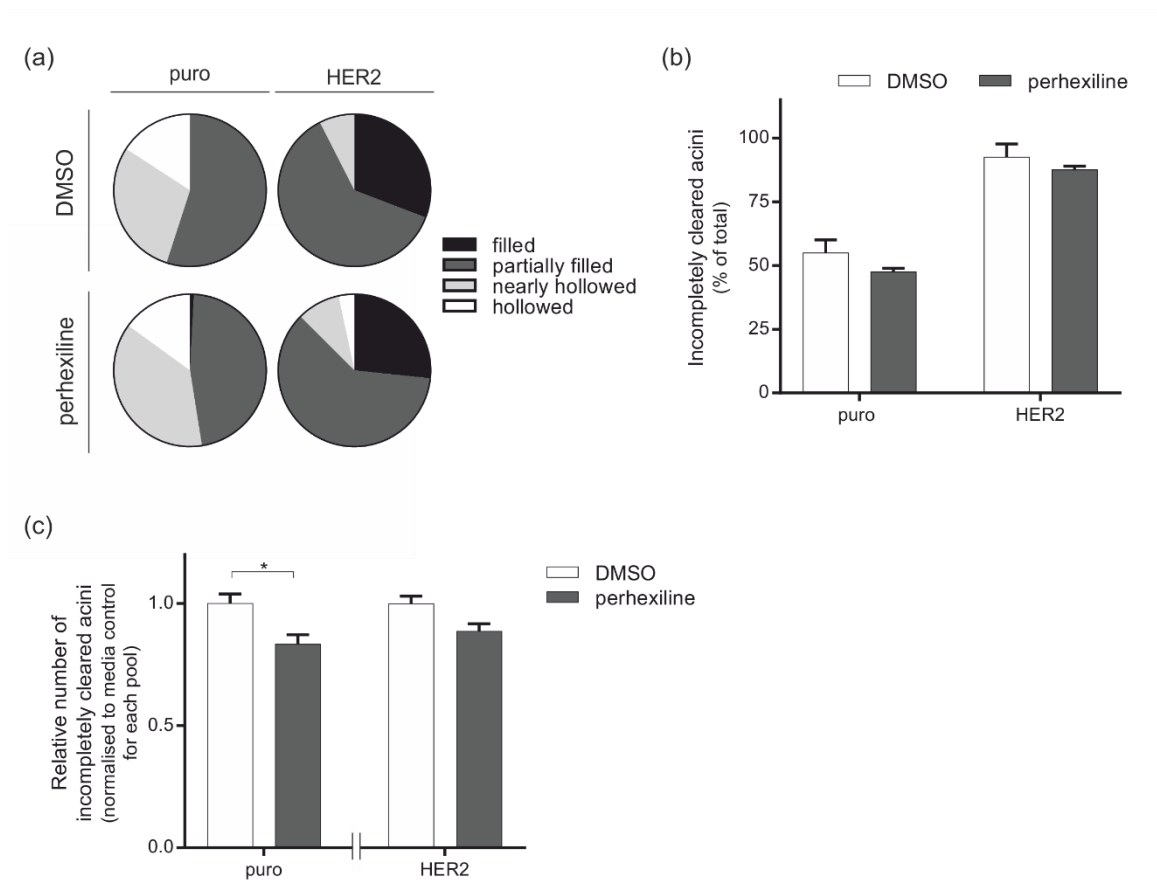 (a)
puro
HER2
DMSO
perhexiline
filled
partially filled
nearly hollowed
hollowed
(b)
DMSO
perhexiline
Incompletely cleared acini
(% of total)
100
75
50
25
0
puro
HER2
(c)
DMSO
perhexiline
Relative number of
incompletely cleared acini
(normalised to media control
for each pool)
*
1.0
0.5
0.0
puro
HER2